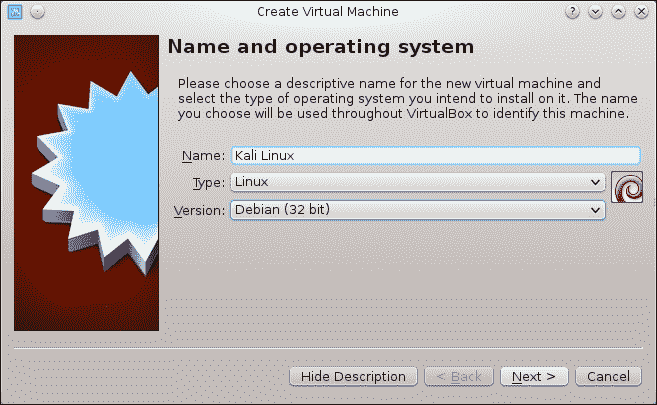 Create Virtual Machine
Name and operating system
Please choose a descriptive name for the new virtual machine and
select the type of operating system you intend to install on it. The name
you choose will be used throughout VirtualBox to identify this machine.
Name: Kali Linux
Type: Linux
Version: Debian (32 bit)
Hide Description < Back Next > Cancel